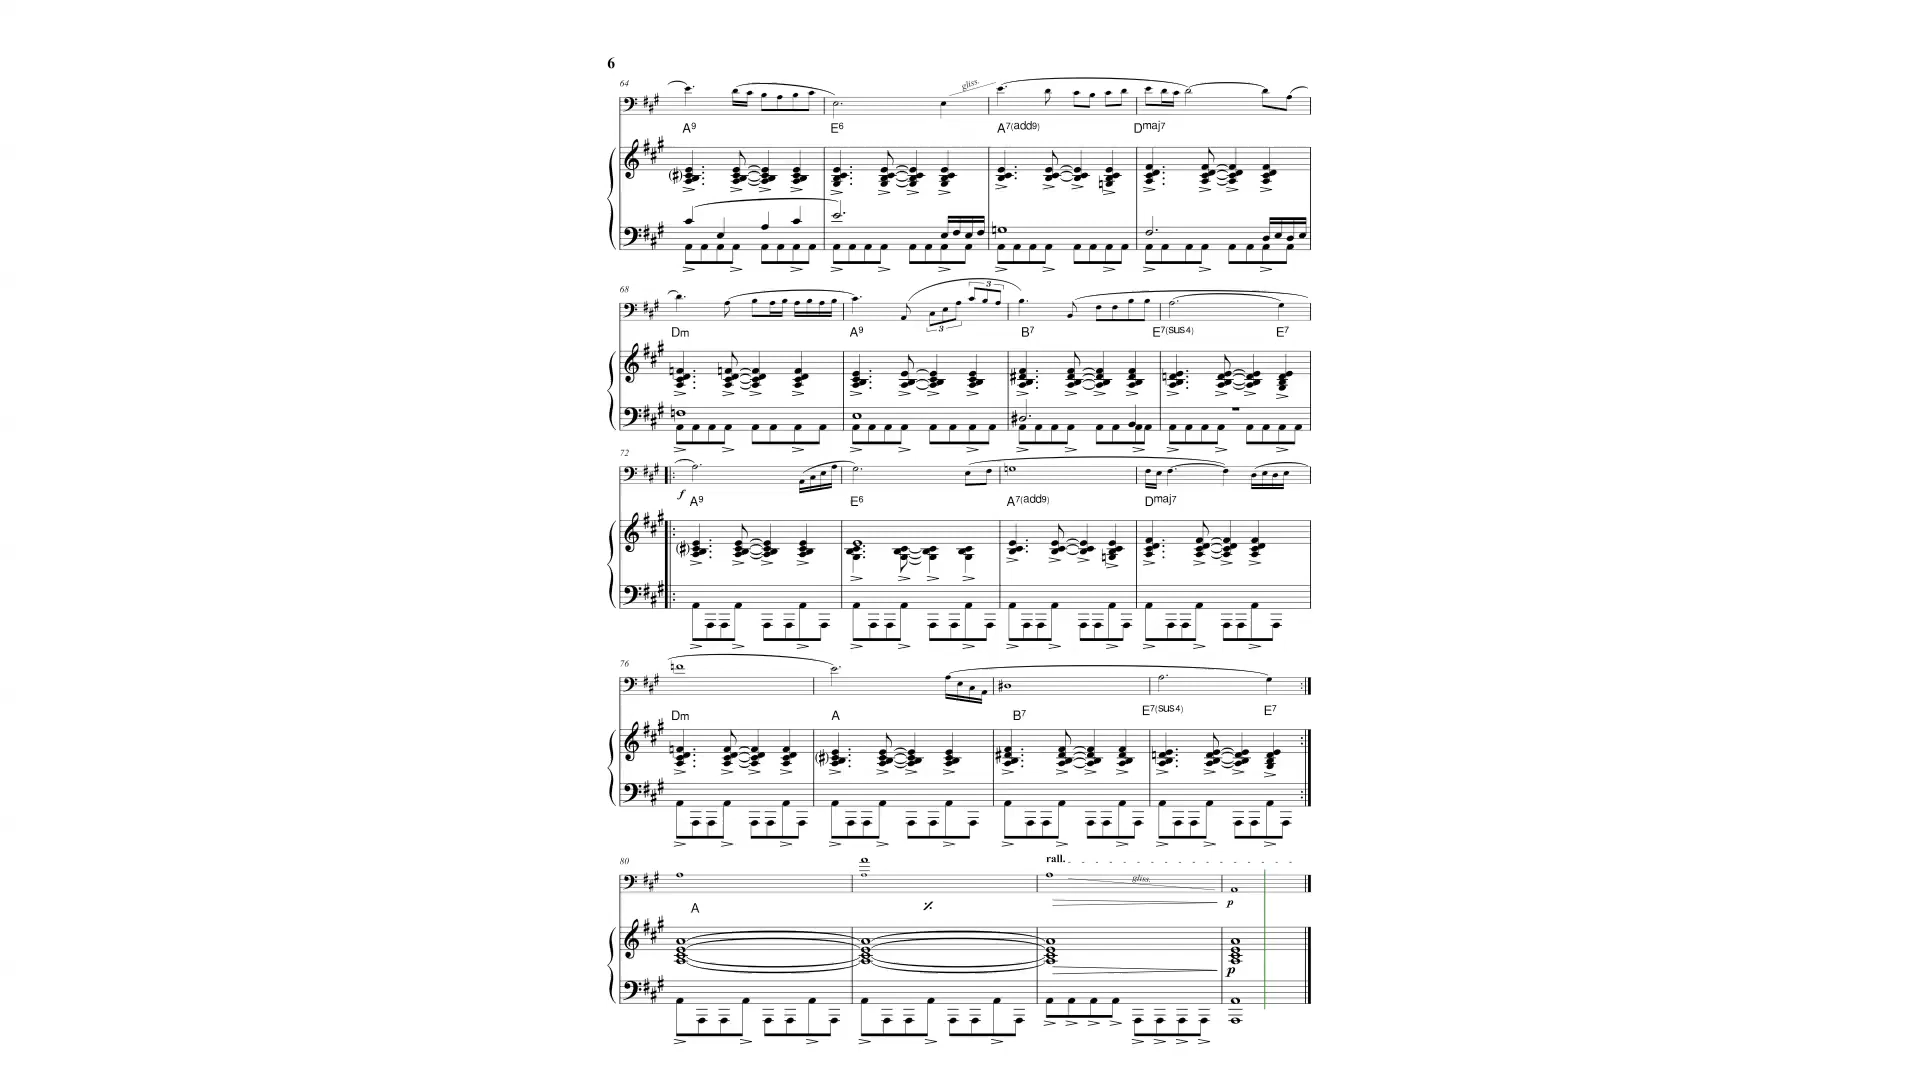 6
64
gliss.
A9 E6 A7(add9) Dmaj7
68
3 3
Dm A9 B7 E7(sus4) E7
72
f
A9 E6 A7(add9) Dmaj7
76
Dm A B7 E7(sus4) E7
80 rall.
gliss.
p
A
p